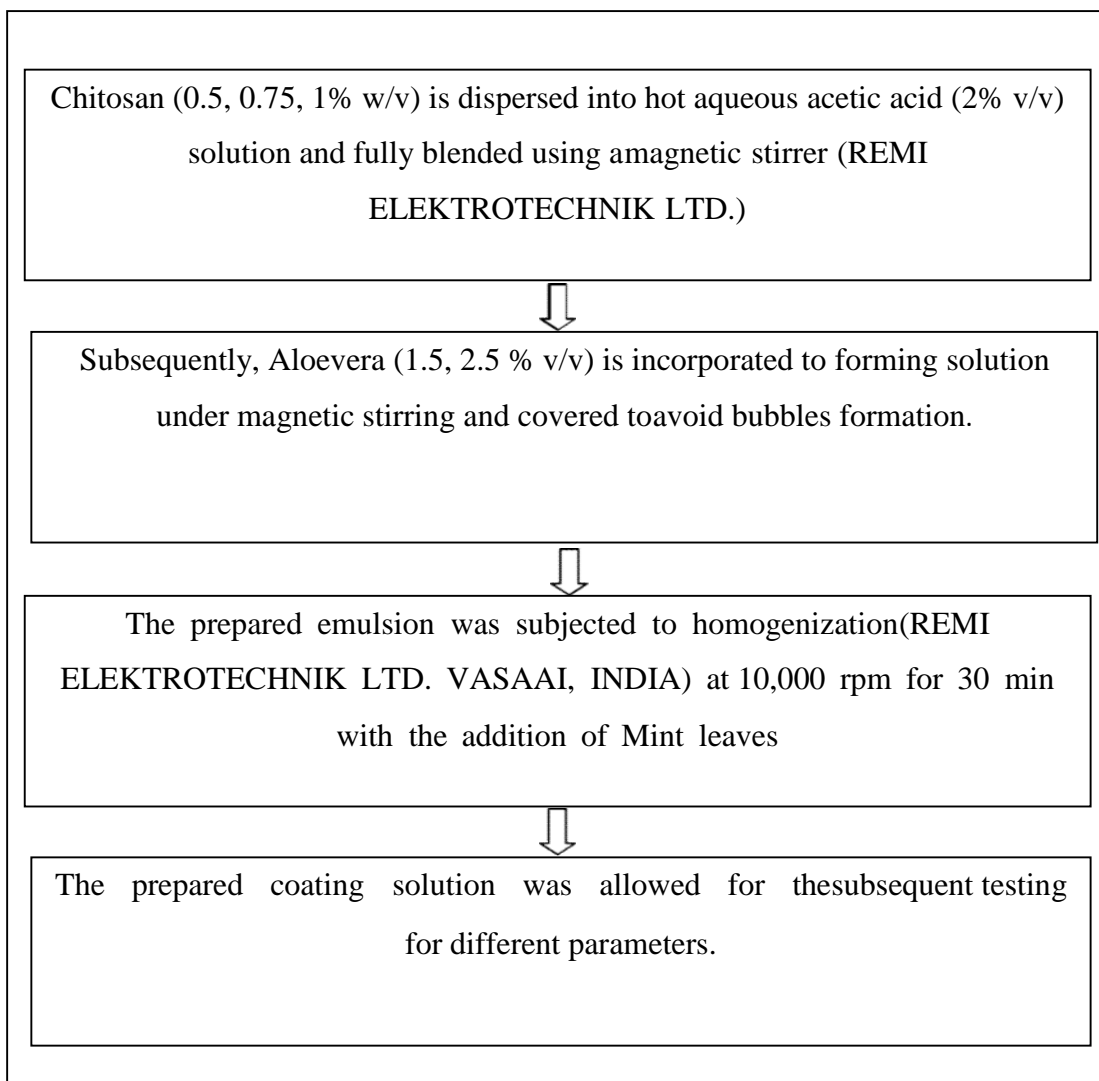 Chitosan (0.5, 0.75, 1% w/v) is dispersed into hot aqueous acetic acid (2% v/v)
solution and fully blended using amagnetic stirrer (REMI
ELEKTROTECHNIK LTD.)
Subsequently, Aloevera (1.5, 2.5 % v/v) is incorporated to forming solution
under magnetic stirring and covered toavoid bubbles formation.
The prepared emulsion was subjected to homogenization(REMI
ELEKTROTECHNIK LTD. VASAAI, INDIA) at 10,000 rpm for 30 min
with the addition of Mint leaves
The prepared coating solution was allowed for thesubsequent testing
for different parameters.